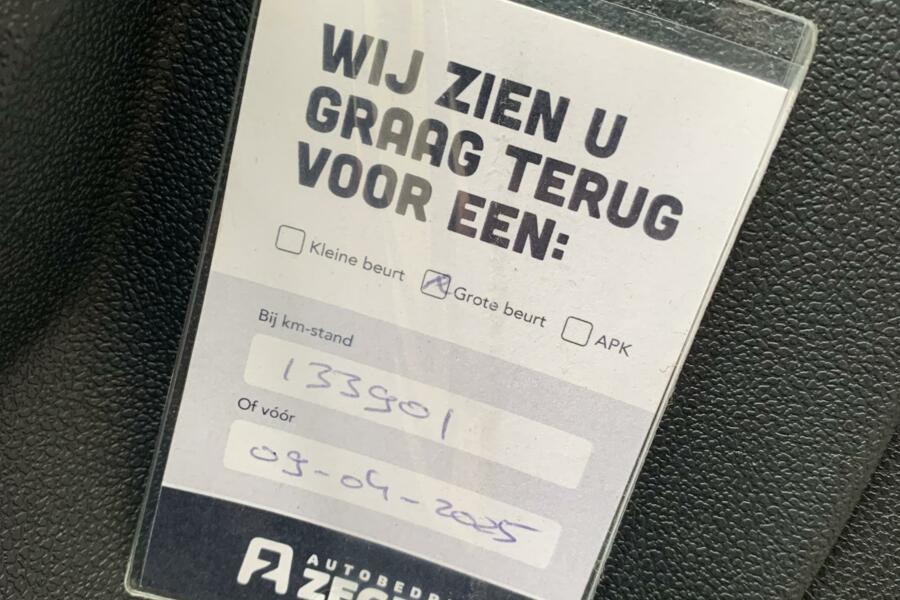 WIJ ZIEN U
GRAAG TERUG
VOOR EEN:
Kleine beurt Grote beurt APK
Bij km-stand
133901
Of vóór
09-04-2025